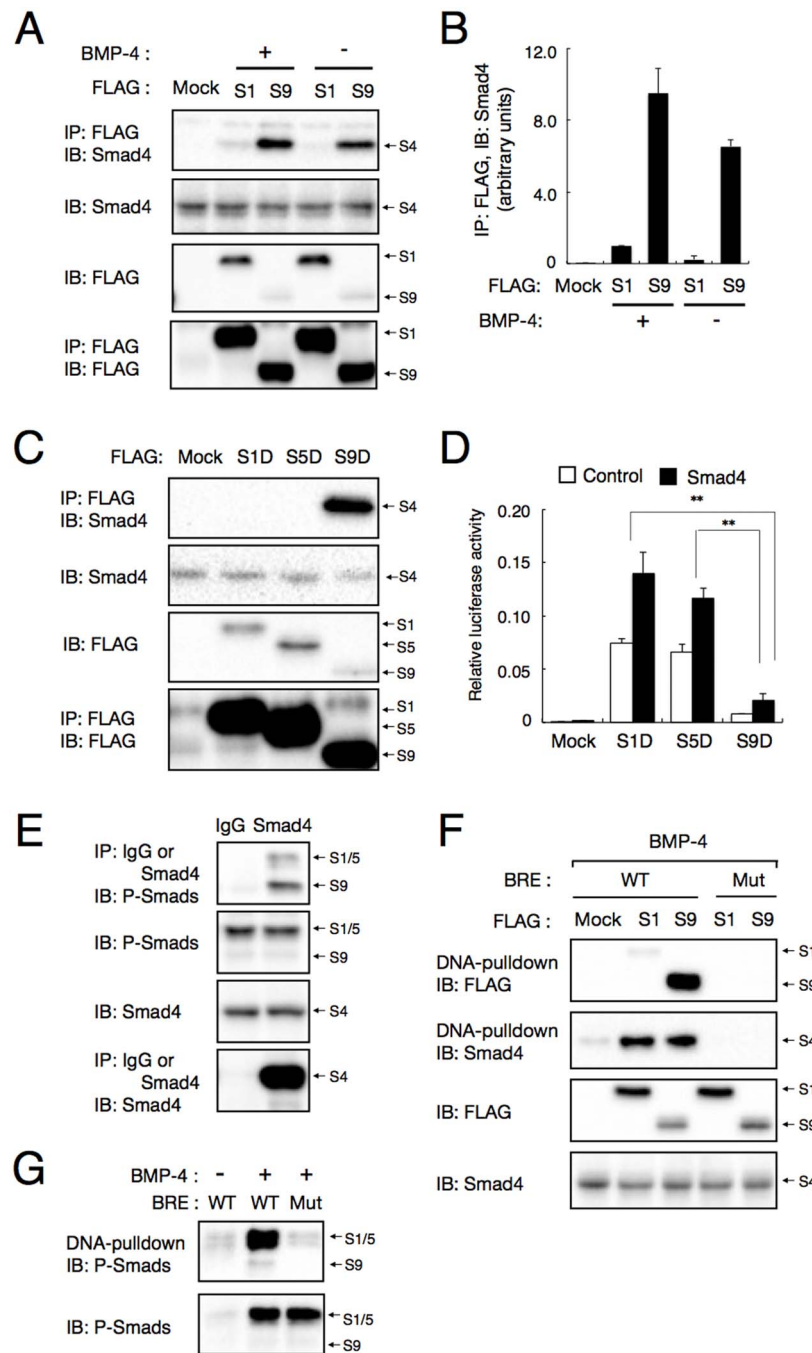 A
BMP-4 : + -
FLAG : Mock S1 S9 S1 S9
IP: FLAG
IB: Smad4
←S4
IB: Smad4 ←S4
IB: FLAG
←S1
←S9
IP: FLAG
IB: FLAG
←S1
←S9
B
IP: FLAG, IB: Smad4
(arbitrary units)
12.0
8.0
4.0
0
FLAG: Mock S1 S9 S1 S9
BMP-4: + -
C
FLAG: Mock S1D S5D S9D
IP: FLAG
IB: Smad4
←S4
IB: Smad4 ←S4
IB: FLAG
←S1
←S5
←S9
IP: FLAG
IB: FLAG
←S1
←S5
←S9
D
Control Smad4
Relative luciferase activity
0.20
0.15
0.10
0.05
0
**
**
Mock S1D S5D S9D
E
IgG Smad4
IP: IgG or
Smad4
IB: P-Smads
←S1/5
←S9
IB: P-Smads
←S1/5
←S9
IB: Smad4 ←S4
IP: IgG or
Smad4
IB: Smad4
←S4
F
BMP-4
BRE : WT Mut
FLAG : Mock S1 S9 S1 S9
DNA-pulldown
IB: FLAG
←S1
←S9
DNA-pulldown
IB: Smad4
←S4
IB: FLAG
←S1
←S9
IB: Smad4 ←S4
G
BMP-4 : - + +
BRE : WT WT Mut
DNA-pulldown
IB: P-Smads
←S1/5
←S9
IB: P-Smads
←S1/5
←S9